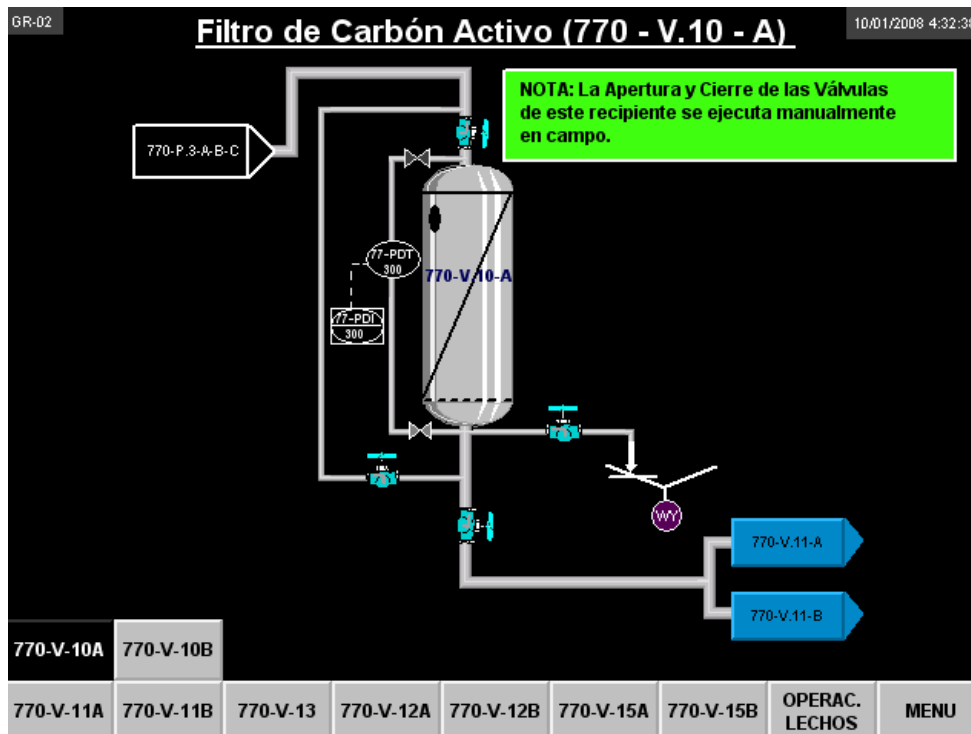 GR-02
Filtro de Carbón Activo (770 - V.10 - A)
10/01/2008 4:32:38
NOTA: La Apertura y Cierre de las Válvulas
de este recipiente se ejecuta manualmente
en campo.
770-P.3-A-B-C
77-PDT
300
770-V.10-A
77-PDI
300
WY
770-V.11-A
770-V.11-B
770-V-10A
770-V-10B
770-V-11A
770-V-11B
770-V-13
770-V-12A
770-V-12B
770-V-15A
770-V-15B
OPERAC.
LECHOS
MENU